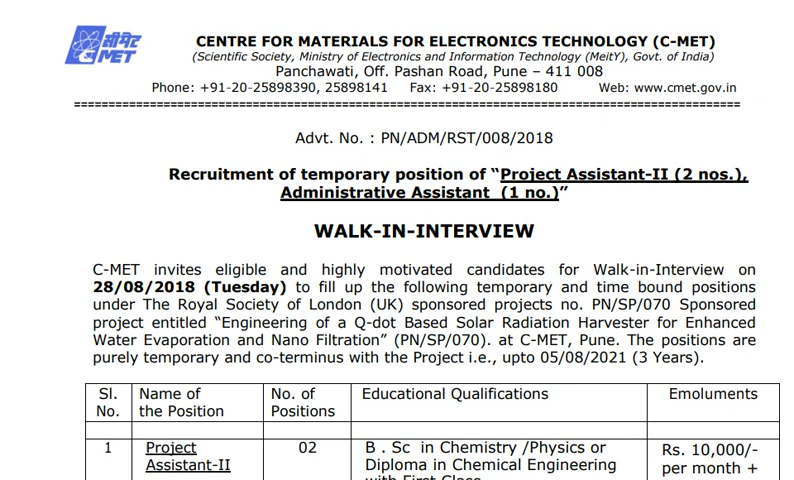 सीमेट
C-MET
CENTRE FOR MATERIALS FOR ELECTRONICS TECHNOLOGY (C-MET)
(Scientific Society, Ministry of Electronics and Information Technology (MeitY), Govt. of India)
Panchawati, Off. Pashan Road, Pune – 411 008
Phone: +91-20-25898390, 25898141 Fax: +91-20-25898180 Web: www.cmet.gov.in
Advt. No. : PN/ADM/RST/008/2018
Recruitment of temporary position of “Project Assistant-II (2 nos.),
Administrative Assistant (1 no.)”
WALK-IN-INTERVIEW
C-MET invites eligible and highly motivated candidates for Walk-in-Interview on
28/08/2018 (Tuesday) to fill up the following temporary and time bound positions
under The Royal Society of London (UK) sponsored projects no. PN/SP/070 Sponsored
project entitled “Engineering of a Q-dot Based Solar Radiation Harvester for Enhanced
Water Evaporation and Nano Filtration” (PN/SP/070). at C-MET, Pune. The positions are
purely temporary and co-terminus with the Project i.e., upto 05/08/2021 (3 Years).
Sl. Name of No. of Educational Qualifications Emoluments
No. the Position Positions
1 Project 02 B . Sc in Chemistry /Physics or Rs. 10,000/-
Assistant-II Diploma in Chemical Engineering per month +
with First Class